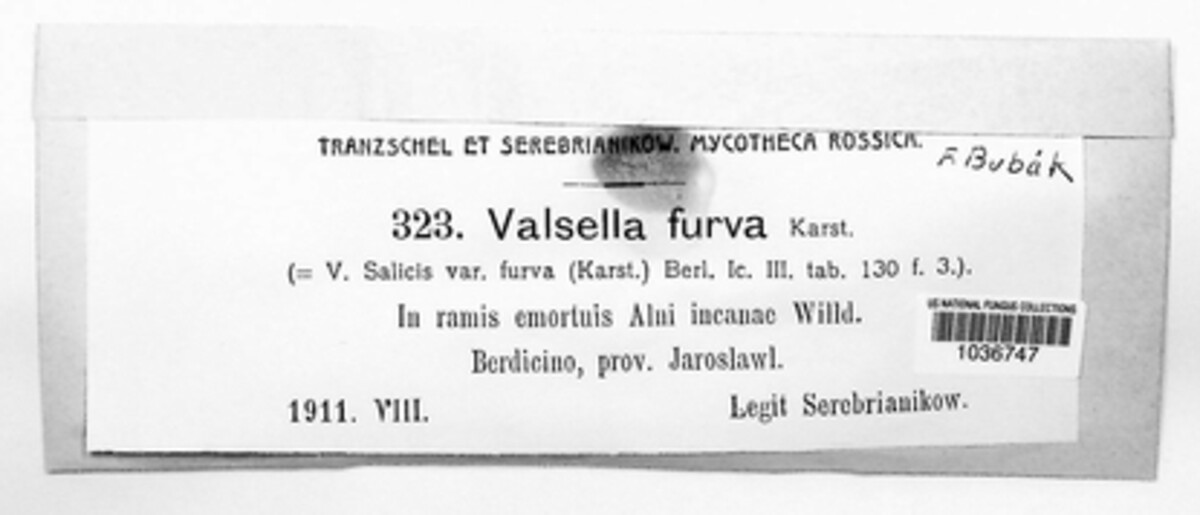 TRANZSCHEL ET SEREBRIANIKOW. MYCOTHECA ROSSICA.
F Bubák
323. Valsella furva Karst.
(= V. Salicis var. furva (Karst.) Berl. Ic. III. tab. 130 f. 3.).
In ramis emortuis Alni incanae Willd.
US NATIONAL FUNGUS COLLECTIONS
1036747
Berdicino, prov. Jaroslawl.
1911. VIII.
Legit Serebrianikow.